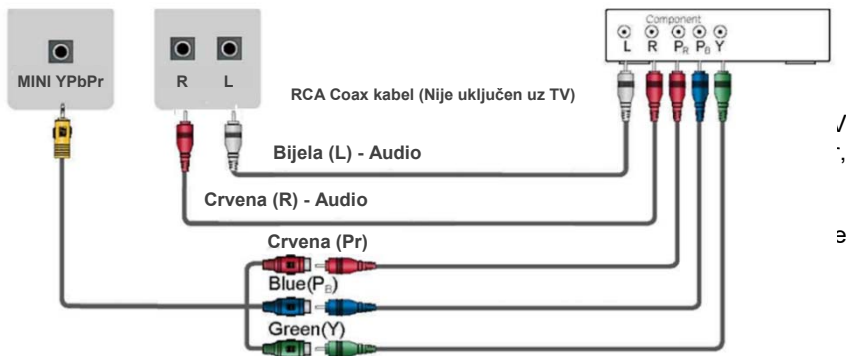 Component
L R PR PB Y
MINI YPbPr
R L
RCA Coax kabel (Nije uključen uz TV)
Bijela (L) - Audio
Crvena (R) - Audio
Crvena (Pr)
Blue(PB)
Green(Y)